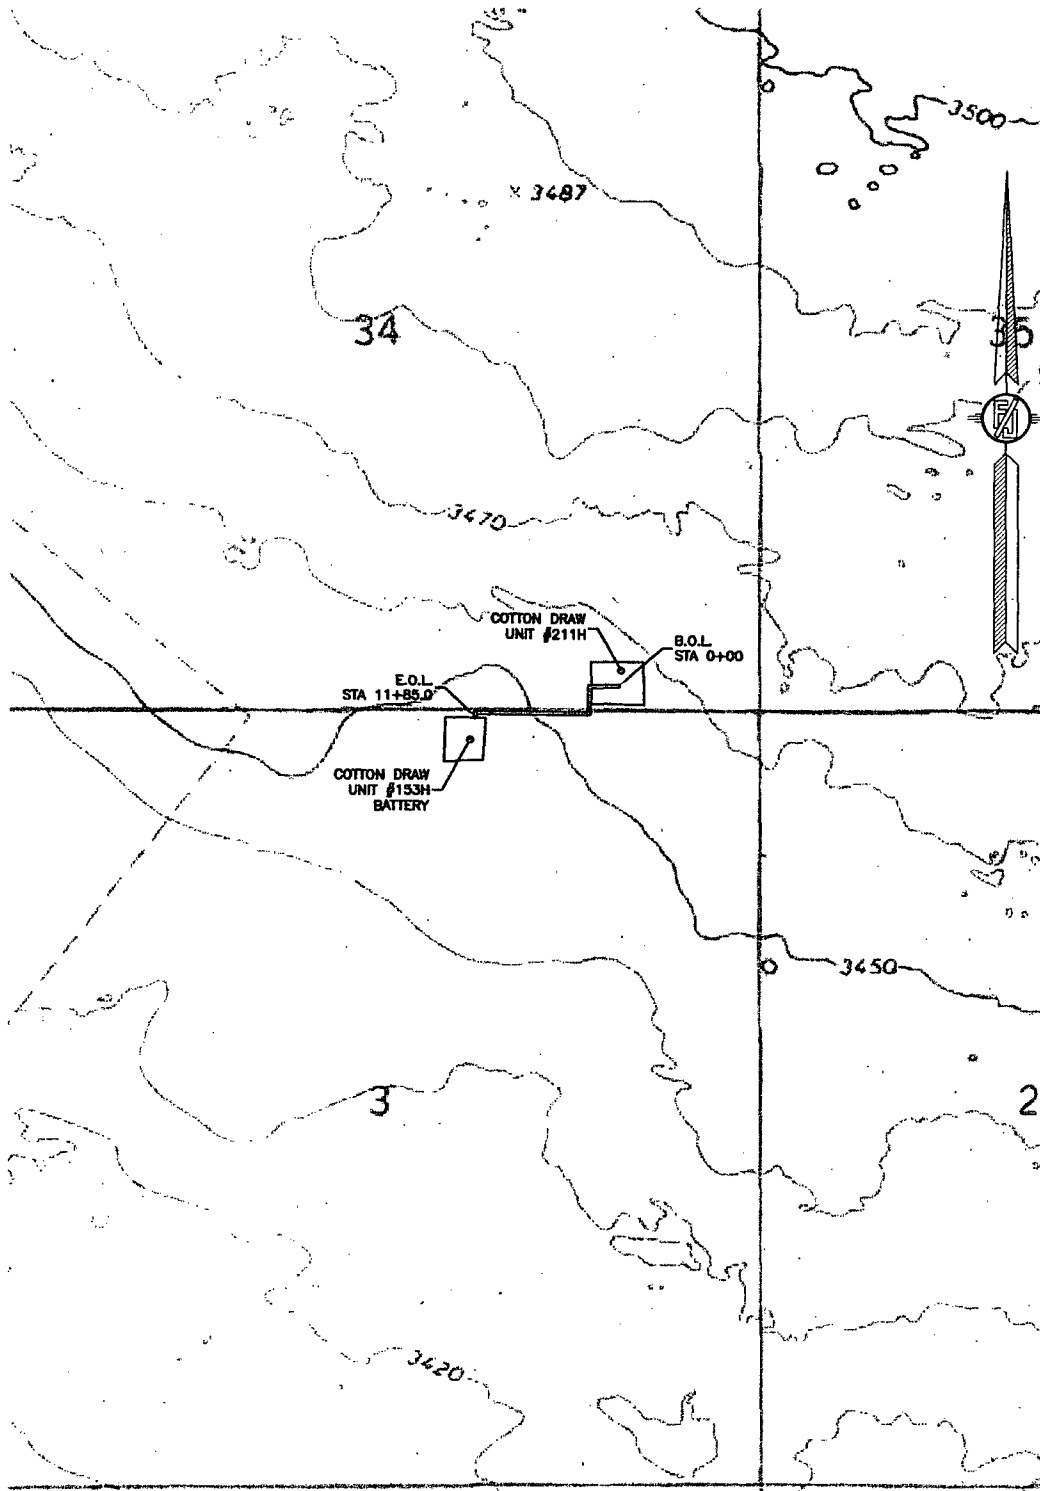 3500
× 3487
34
35
3470
COTTON DRAW
UNIT #211H
B.O.L.
STA 0+00
E.O.L.
STA 11+85.0
COTTON DRAW
UNIT #153H
BATTERY
3450
3
2
3420